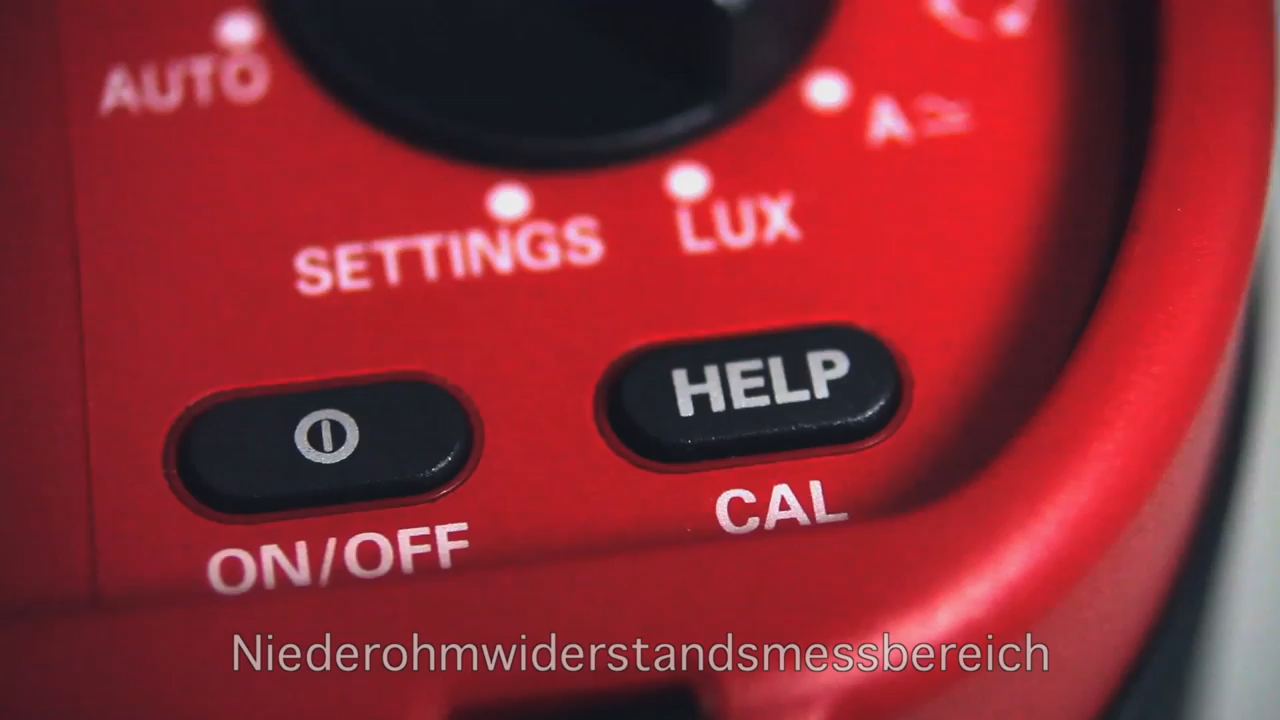 AUTO
A
SETTINGS
LUX
HELP
CAL
ON/OFF
Niederohmwiderstandsmessbereich